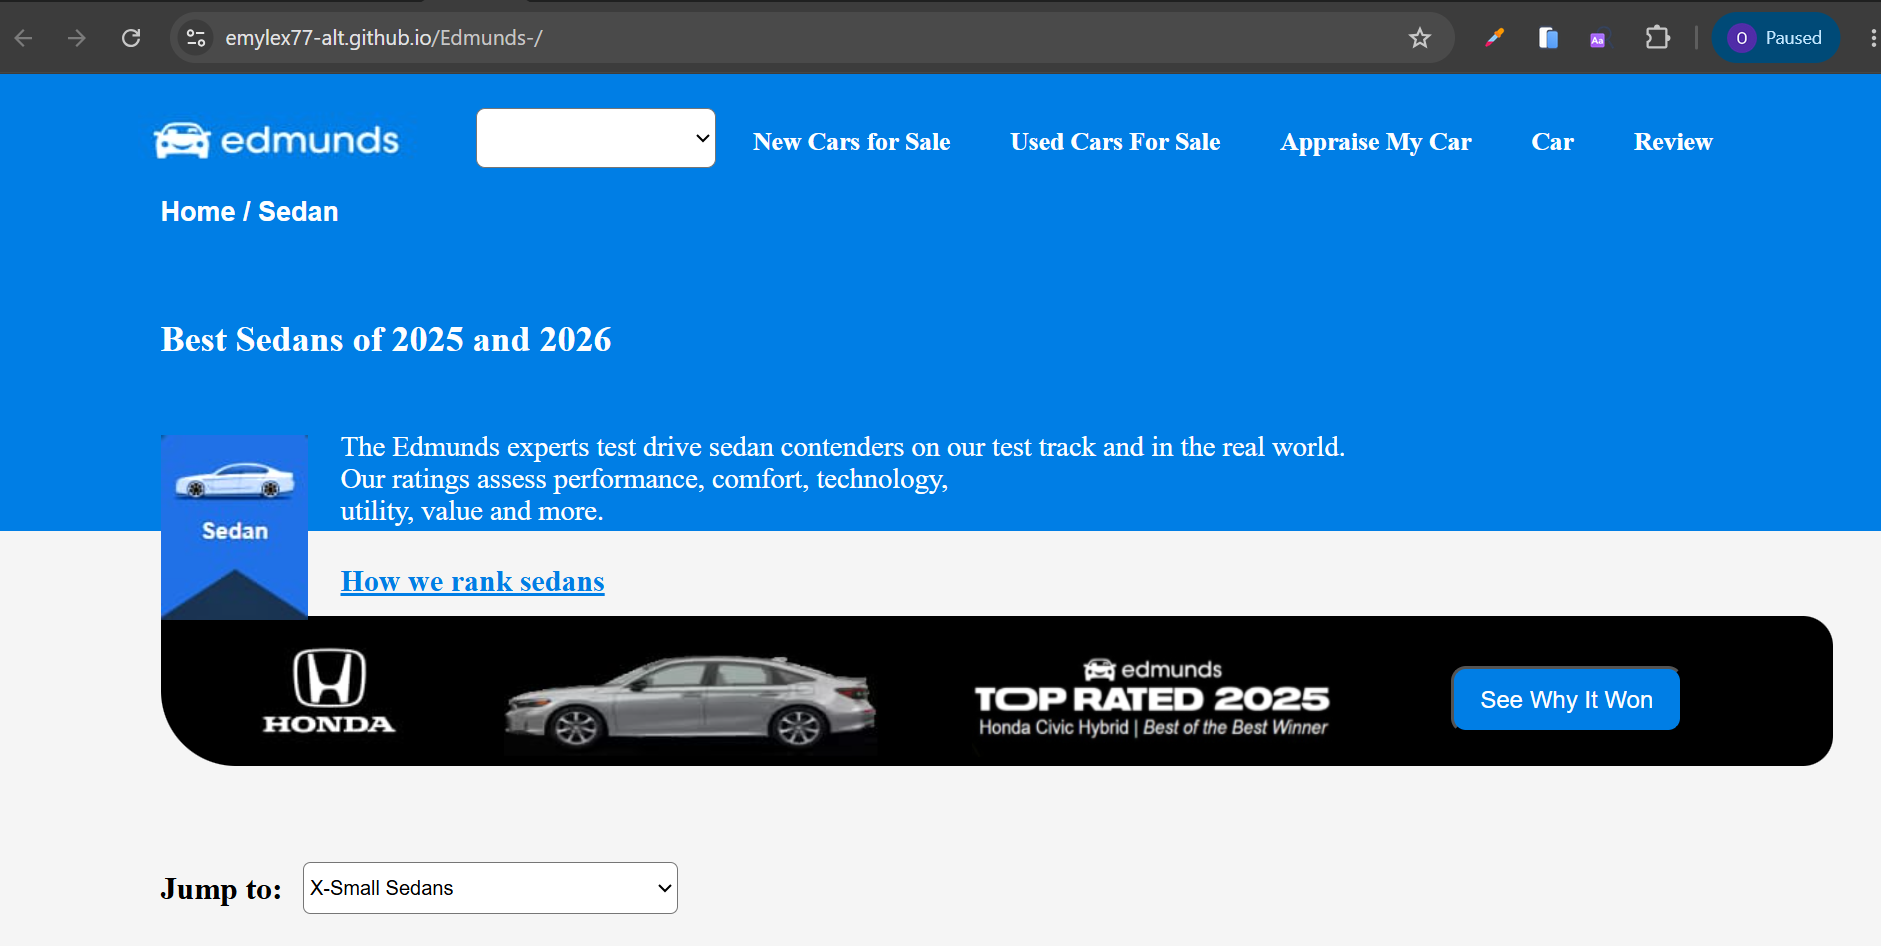 emylex77-alt.github.io/Edmunds-/
Aa
O Paused
edmunds
New Cars for Sale
Used Cars For Sale
Appraise My Car
Car
Review
Home / Sedan
Best Sedans of 2025 and 2026
Sedan
The Edmunds experts test drive sedan contenders on our test track and in the real world.
Our ratings assess performance, comfort, technology,
utility, value and more.
How we rank sedans
HONDA
edmunds
TOP RATED 2025
Honda Civic Hybrid | Best of the Best Winner
See Why It Won
Jump to:
X-Small Sedans